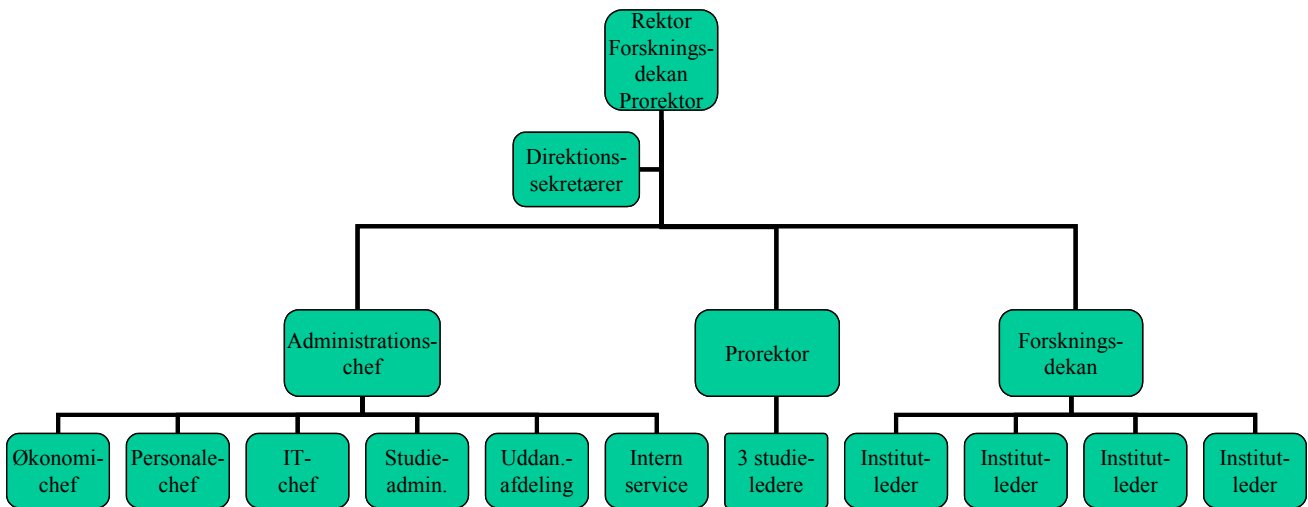 Rektor
Forsknings-
dekan
Prorektor
Direktions-
sekretærer
Administrations-
chef
Prorektor
Forsknings-
dekan
Økonomi-
chef
Personale-
chef
IT-
chef
Studie-
admin.
Uddan.-
afdeling
Intern
service
3 studie-
ledere
Institut-
leder
Institut-
leder
Institut-
leder
Institut-
leder